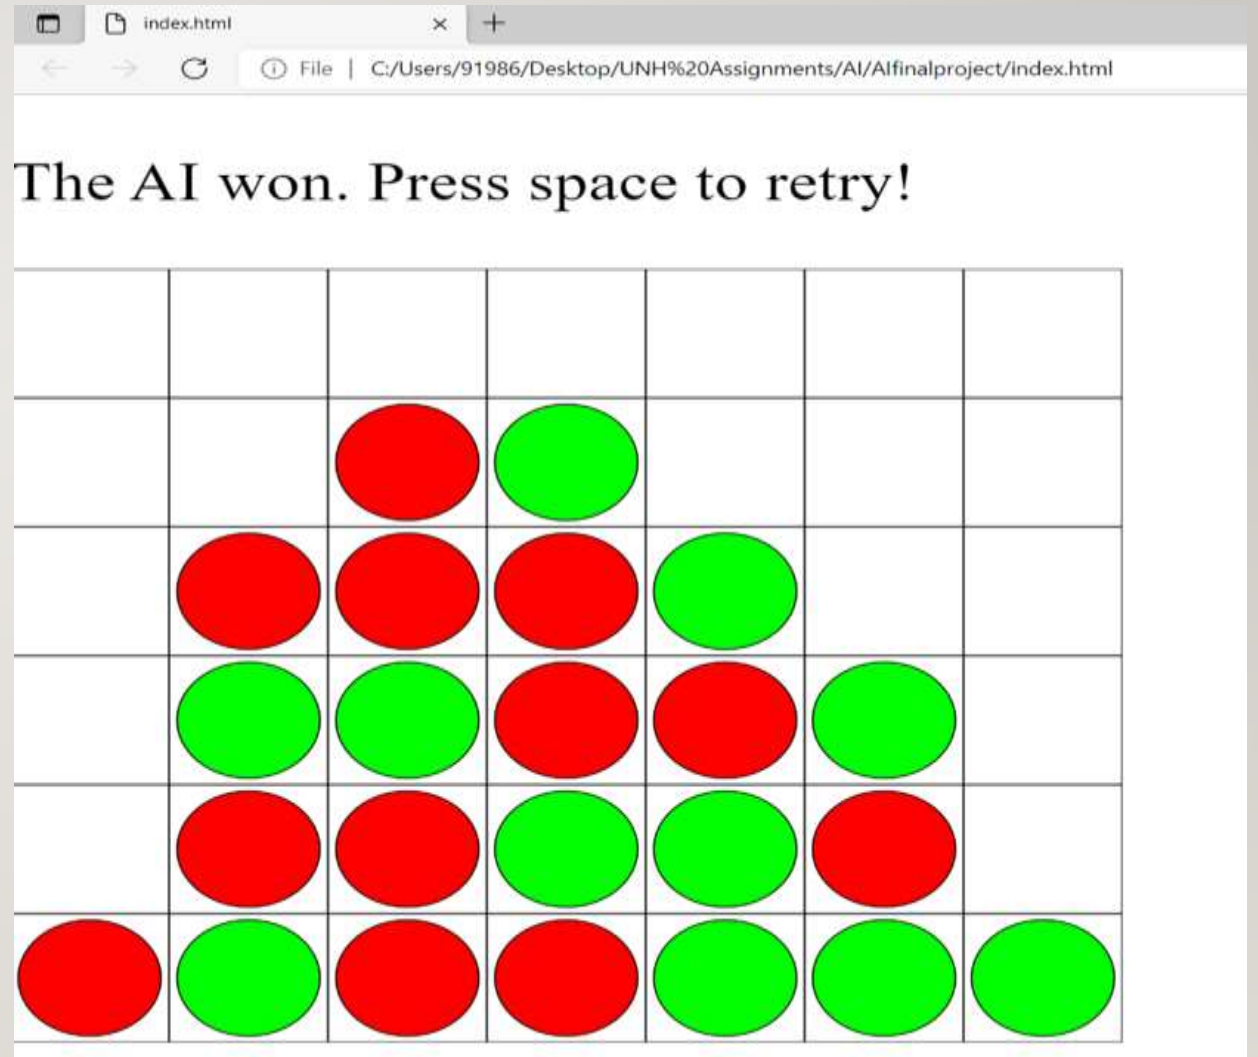 index.html
File | C:/Users/91986/Desktop/UNH%20Assignments/AI/AIfinalproject/index.html
The AI won. Press space to retry!